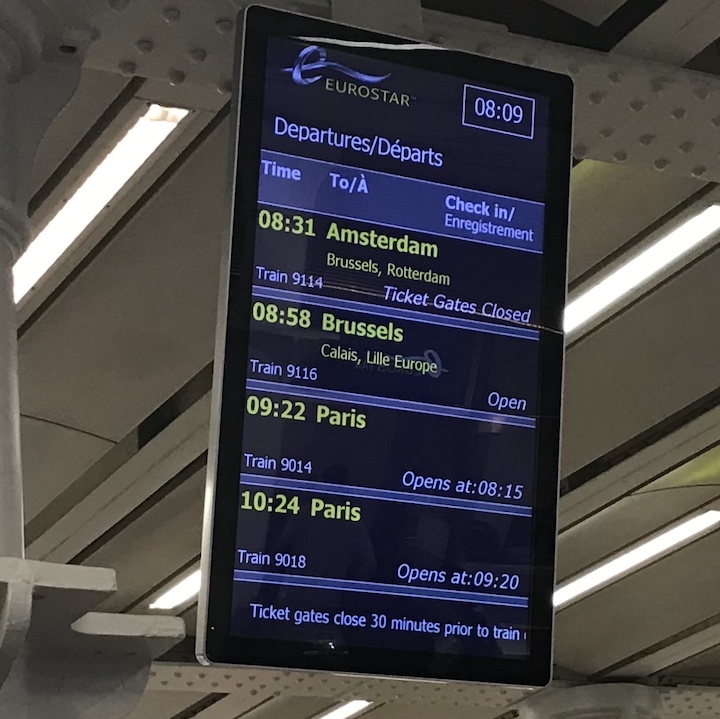 EUROSTAR™
08:09
Departures/Départs
Time To/À Check in/
Enregistrement
08:31 Amsterdam
Brussels, Rotterdam
Train 9114 Ticket Gates Closed
08:58 Brussels
Calais, Lille Europe
Train 9116 Open
09:22 Paris
Train 9014 Opens at:08:15
10:24 Paris
Train 9018 Opens at:09:20
Ticket gates close 30 minutes prior to train